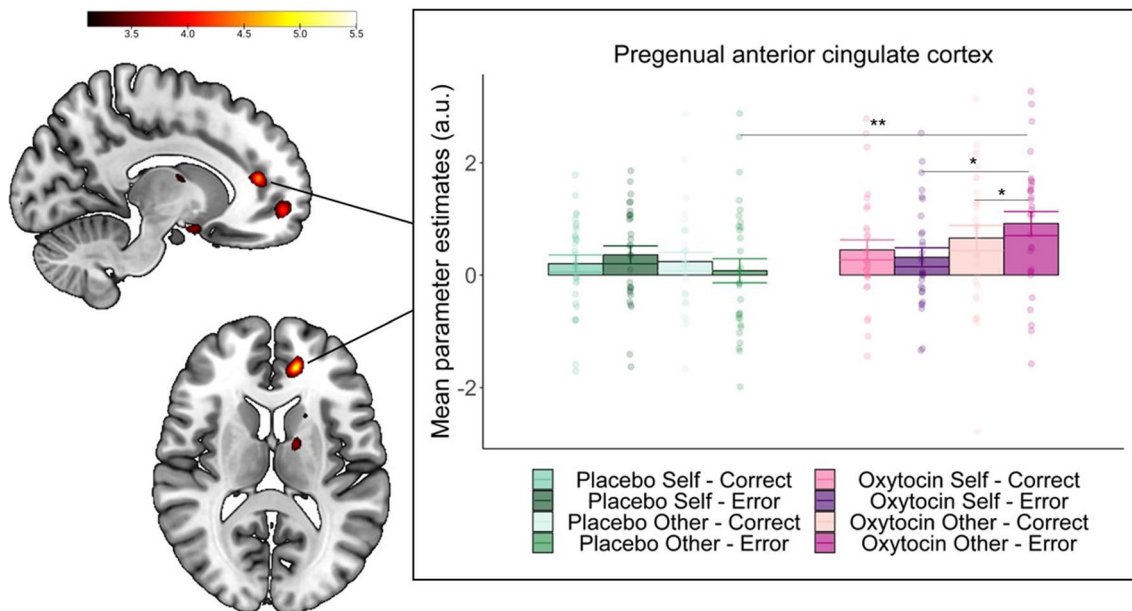 3.5 4.0 4.5 5.0 5.5
Pregenual anterior cingulate cortex
Mean parameter estimates (a.u.)
2
0
-2
**
*
*
Placebo Self - Correct
Placebo Self - Error
Placebo Other - Correct
Placebo Other - Error
Oxytocin Self - Correct
Oxytocin Self - Error
Oxytocin Other - Correct
Oxytocin Other - Error